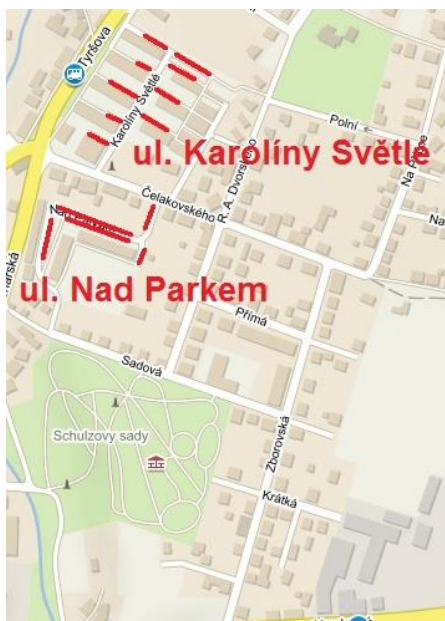 Tyršova
Karolíny Světlé
ul. Karolíny Světlé
Polní
Na
Čelakovského
R. A. Dvorského
Na
ul. Nad Parkem
Přímá
Sadová
Schulzovy sady
Zborovská
Krátká